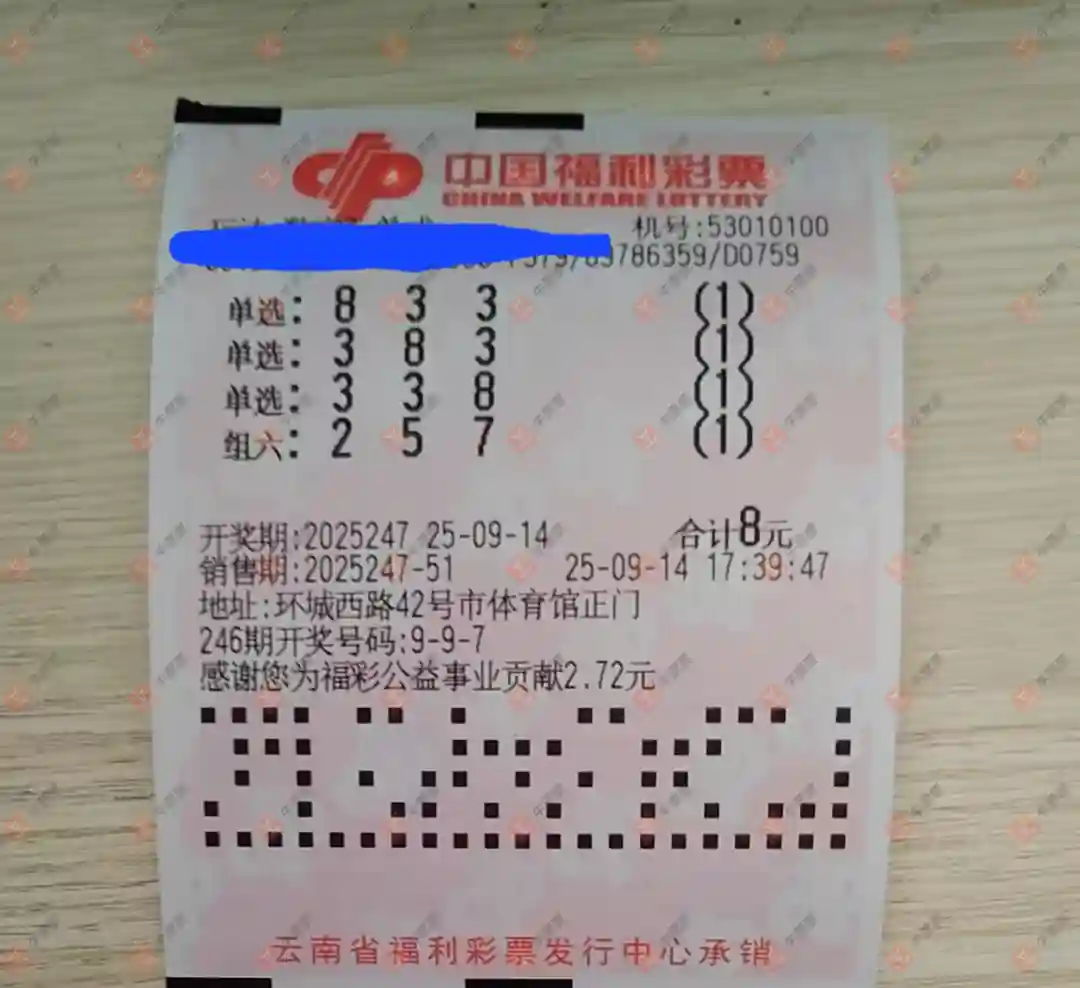 中国福利彩票
CHINA WELFARE LOTTERY
机号:53010100
/03786359/D0759
单选: 8 3 3 (1)
单选: 3 8 3 (1)
单选: 3 3 8 (1)
组六: 2 5 7 (1)
开奖期:2025247 25-09-14 合计8元
销售期:2025247-51 25-09-14 17:39:47
地址:环城西路42号市体育馆正门
246期开奖号码:9-9-7
感谢您为福彩公益事业贡献2.72元
云南省福利彩票发行中心承销